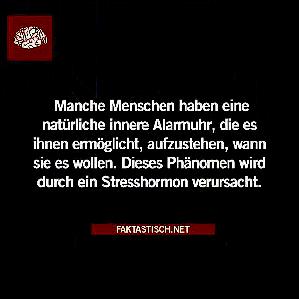 Manche Menschen haben eine
natürliche innere Alarmuhr, die es
ihnen ermöglicht, aufzustehen, wann
sie es wollen. Dieses Phänomen wird
durch ein Stresshormon verursacht.
FAKTASTISCH.NET